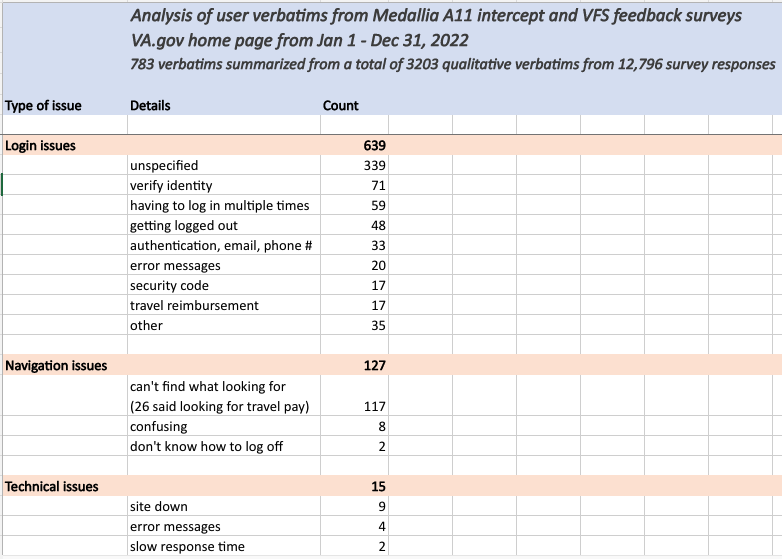 Analysis of user verbatims from Medallia A11 intercept and VFS feedback surveys
VA.gov home page from Jan 1 - Dec 31, 2022
783 verbatims summarized from a total of 3203 qualitative verbatims from 12,796 survey responses
Type of issue Details Count
Login issues 639
unspecified 339
verify identity 71
having to log in multiple times 59
getting logged out 48
authentication, email, phone # 33
error messages 20
security code 17
travel reimbursement 17
other 35
Navigation issues 127
can't find what looking for
(26 said looking for travel pay) 117
confusing 8
don't know how to log off 2
Technical issues 15
site down 9
error messages 4
slow response time 2